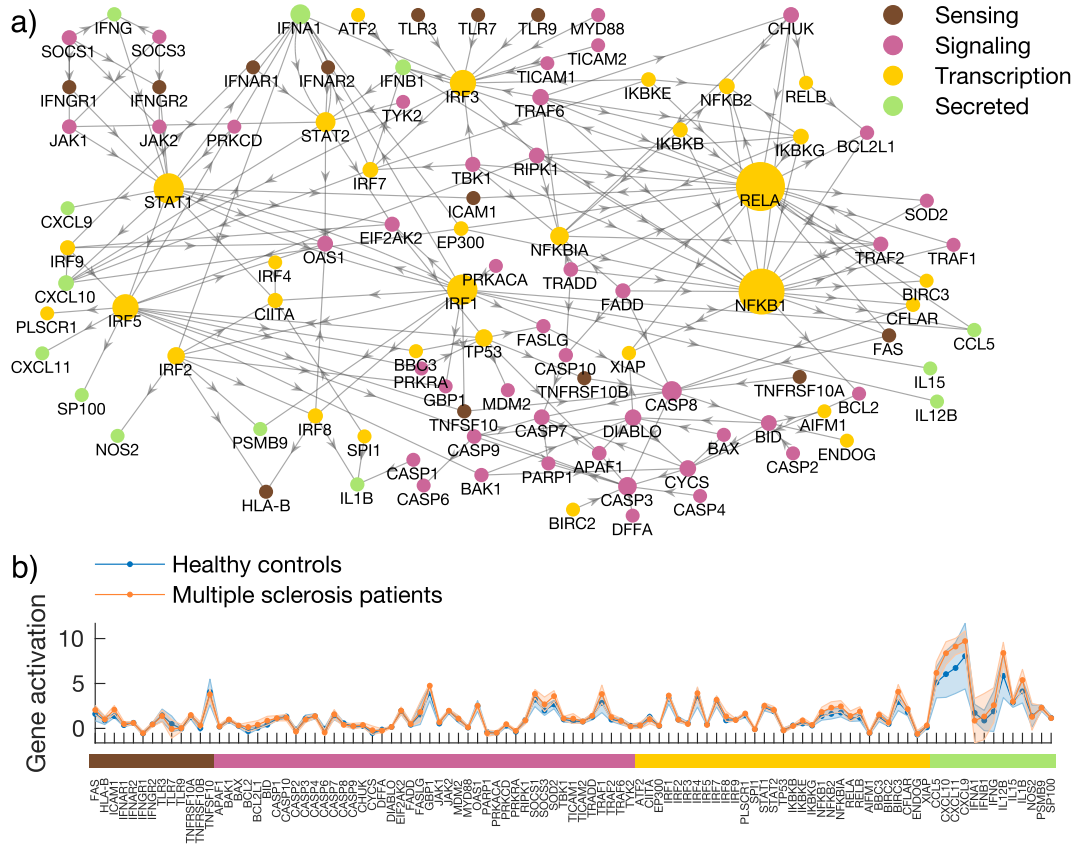 a)
Sensing
Signaling
Transcription
Secreted
IFNG
IFNA1
ATF2
TLR3
TLR7
TLR9
MYD88
CHUK
SOCS1
SOCS3
TICAM2
IFNAR1
IFNAR2
IFNB1
TICAM1
IFNGR1
IFNGR2
IRF3
IKBKE
NFKB2
RELB
TYK2
TRAF6
JAK1
JAK2
PRKCD
STAT2
IKBKB
IKBKG
BCL2L1
IRF7
TBK1
RIPK1
STAT1
ICAM1
RELA
SOD2
CXCL9
EIF2AK2
EP300
NFKBIA
IRF9
OAS1
TRAF2
TRAF1
IRF4
PRKACA
TRADD
CXCL10
IRF1
FADD
NFKB1
BIRC3
PLSCR1
IRF5
CIITA
CFLAR
FASLG
FAS
CCL5
CXCL11
IRF2
BBC3
TP53
CASP10
XIAP
PRKRA
TNFRSF10B
TNFRSF10A
IL15
SP100
GBP1
MDM2
CASP8
BCL2
IL12B
NOS2
PSMB9
IRF8
TNFSF10
CASP7
DIABLO
BID
AIFM1
SPI1
CASP9
BAX
ENDOG
CASP1
PARP1
APAF1
CASP2
HLA-B
IL1B
CASP6
BAK1
CYCS
CASP3
CASP4
BIRC2
DFFA
b)
Healthy controls
Multiple sclerosis patients
Gene activation
10
5
0
FAS
HLA-B
ICAM1
IFNAR1
IFNAR2
IFNGR1
IFNGR2
TLR3
TLR7
TLR9
TNFRSF10A
TNFRSF10B
TNFSF10
APAF1
BAK1
BAX
BCL2
BCL2L1
BID
CASP1
CASP10
CASP2
CASP3
CASP4
CASP6
CASP7
CASP8
CASP9
CHUK
CYCS
DFFA
DIABLO
EIF2AK2
FADD
FASLG
GBP1
JAK1
JAK2
MDM2
MYD88
OAS1
PARP1
PRKACA
PRKCD
PRKRA
RIPK1
SOCS1
SOCS3
SOD2
TBK1
TICAM1
TICAM2
TRADD
TRAF1
TRAF2
TRAF6
TYK2
ATF2
CIITA
EP300
IRF1
IRF2
IRF3
IRF4
IRF5
IRF7
IRF8
IRF9
PLSCR1
SPI1
STAT1
STAT2
TP53
IKBKB
IKBKE
IKBKG
NFKB1
NFKB2
NFKBIA
RELA
RELB
AIFM1
BBC3
BIRC2
BIRC3
CFLAR
ENDOG
XIAP
CCL5
CXCL10
CXCL11
CXCL9
IFNA1
IFNB1
IFNG
IL12B
IL15
IL1B
NOS2
PSMB9
SP100